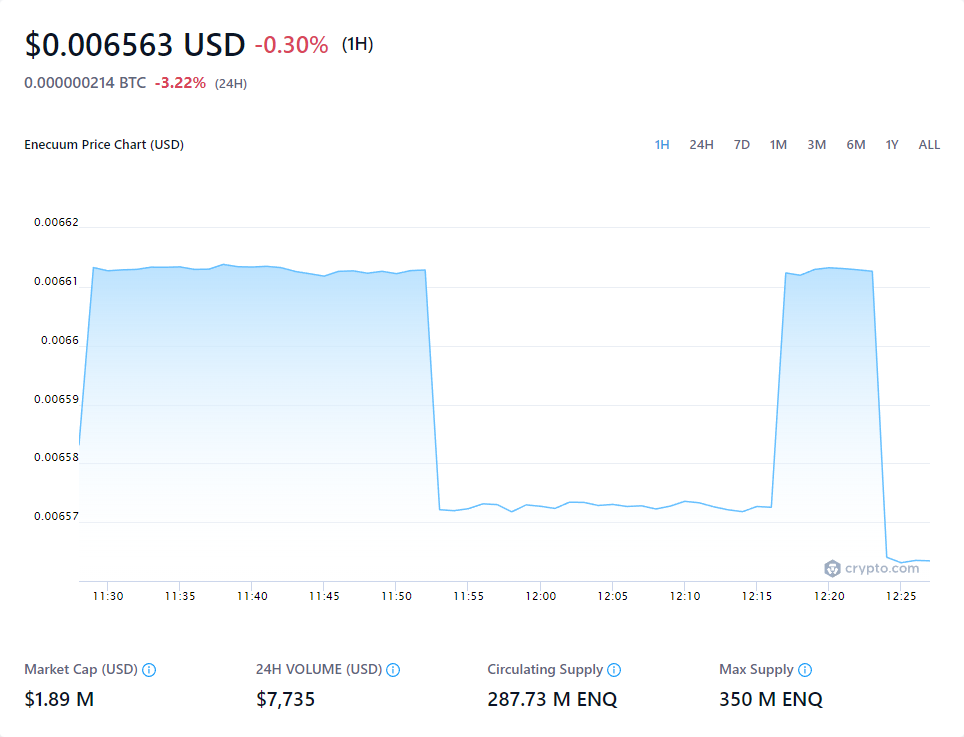 $0.006563 USD -0.30% (1H)
0.000000214 BTC -3.22% (24H)
Enecuum Price Chart (USD) 1H 24H 7D 1M 3M 6M 1Y ALL
0.00662
0.00661
0.0066
0.00659
0.00658
0.00657
crypto.com
11:30 11:35 11:40 11:45 11:50 11:55 12:00 12:05 12:10 12:15 12:20 12:25
Market Cap (USD) 24H VOLUME (USD) Circulating Supply Max Supply
$1.89 M $7,735 287.73 M ENQ 350 M ENQ